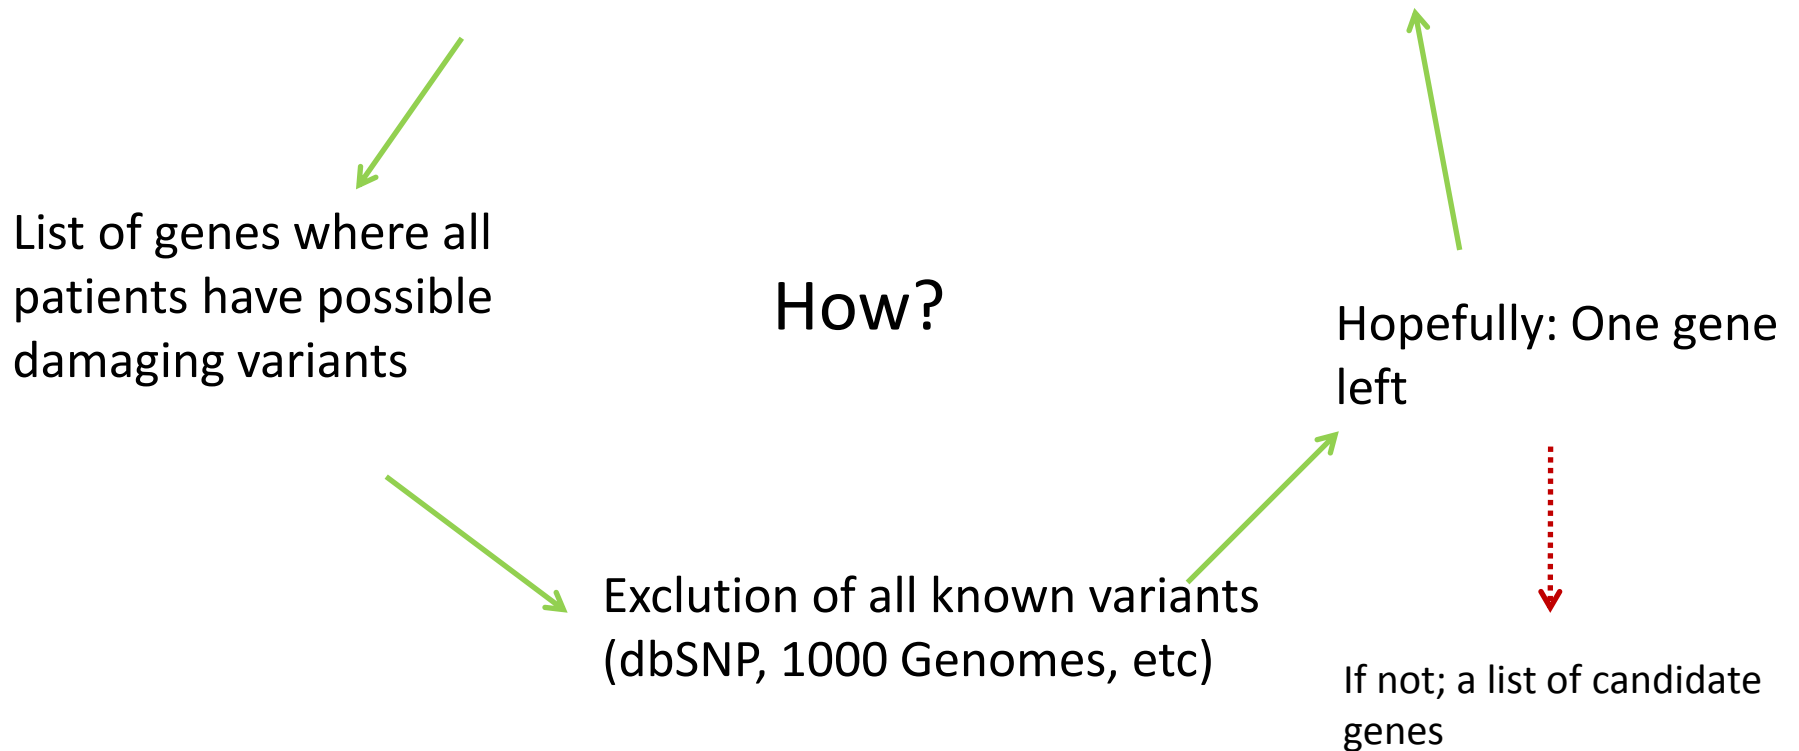 List of genes where all
patients have possible
damaging variants
How?
Hopefully: One gene
left
Exclution of all known variants
(dbSNP, 1000 Genomes, etc)
If not; a list of candidate
genes